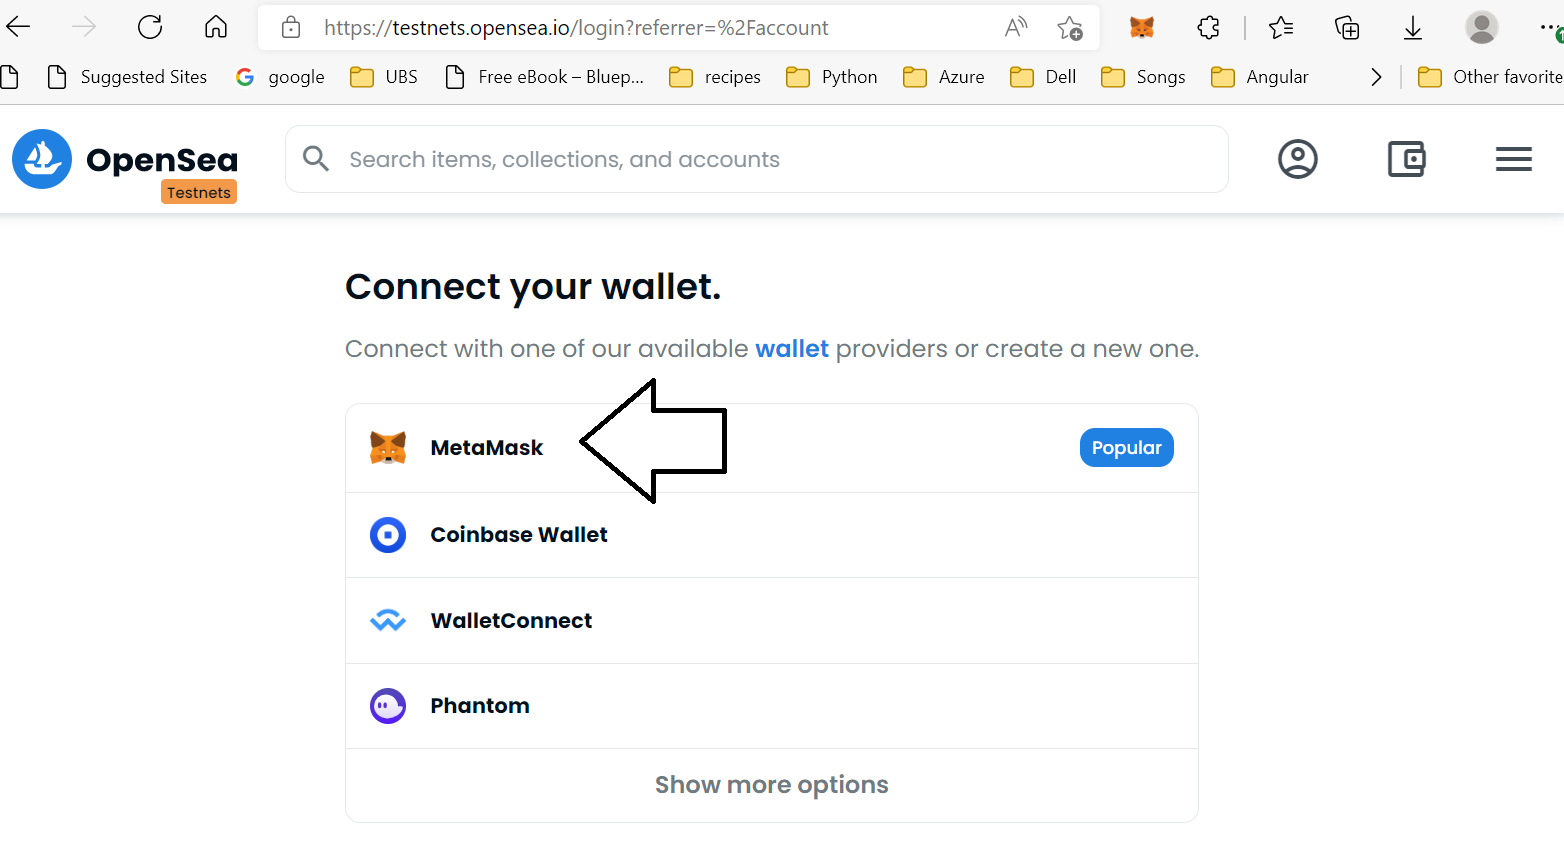 https://testnets.opensea.io/login?referrer=%2Faccount
Suggested Sites google UBS Free eBook – Bluep... recipes Python Azure Dell Songs Angular Other favorite
OpenSea
Testnets
Search items, collections, and accounts
Connect your wallet.
Connect with one of our available wallet providers or create a new one.
MetaMask
Popular
Coinbase Wallet
WalletConnect
Phantom
Show more options